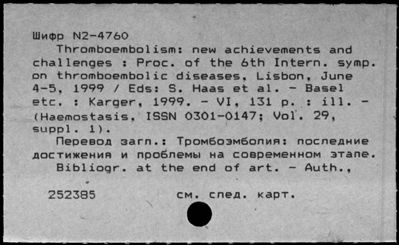 Шифр N2-4760
Thromboembolism: new achievements and
challenges : Proc. of the 6th Intern. symp.
on thromboembolic diseases, Lisbon, June
4-5, 1999 / Eds: S. Haas et al. - Basel
etc. : Karger, 1999. - VI, 131 p. : ill. -
(Haemostasis, ISSN 0301-0147; Vol. 29,
suppl. 1).
Перевод загл.: Тромбоэмболия: последние
достижения и проблемы на современном этапе.
Bibliogr. at the end of art. - Auth.,
252385 см. след. карт.